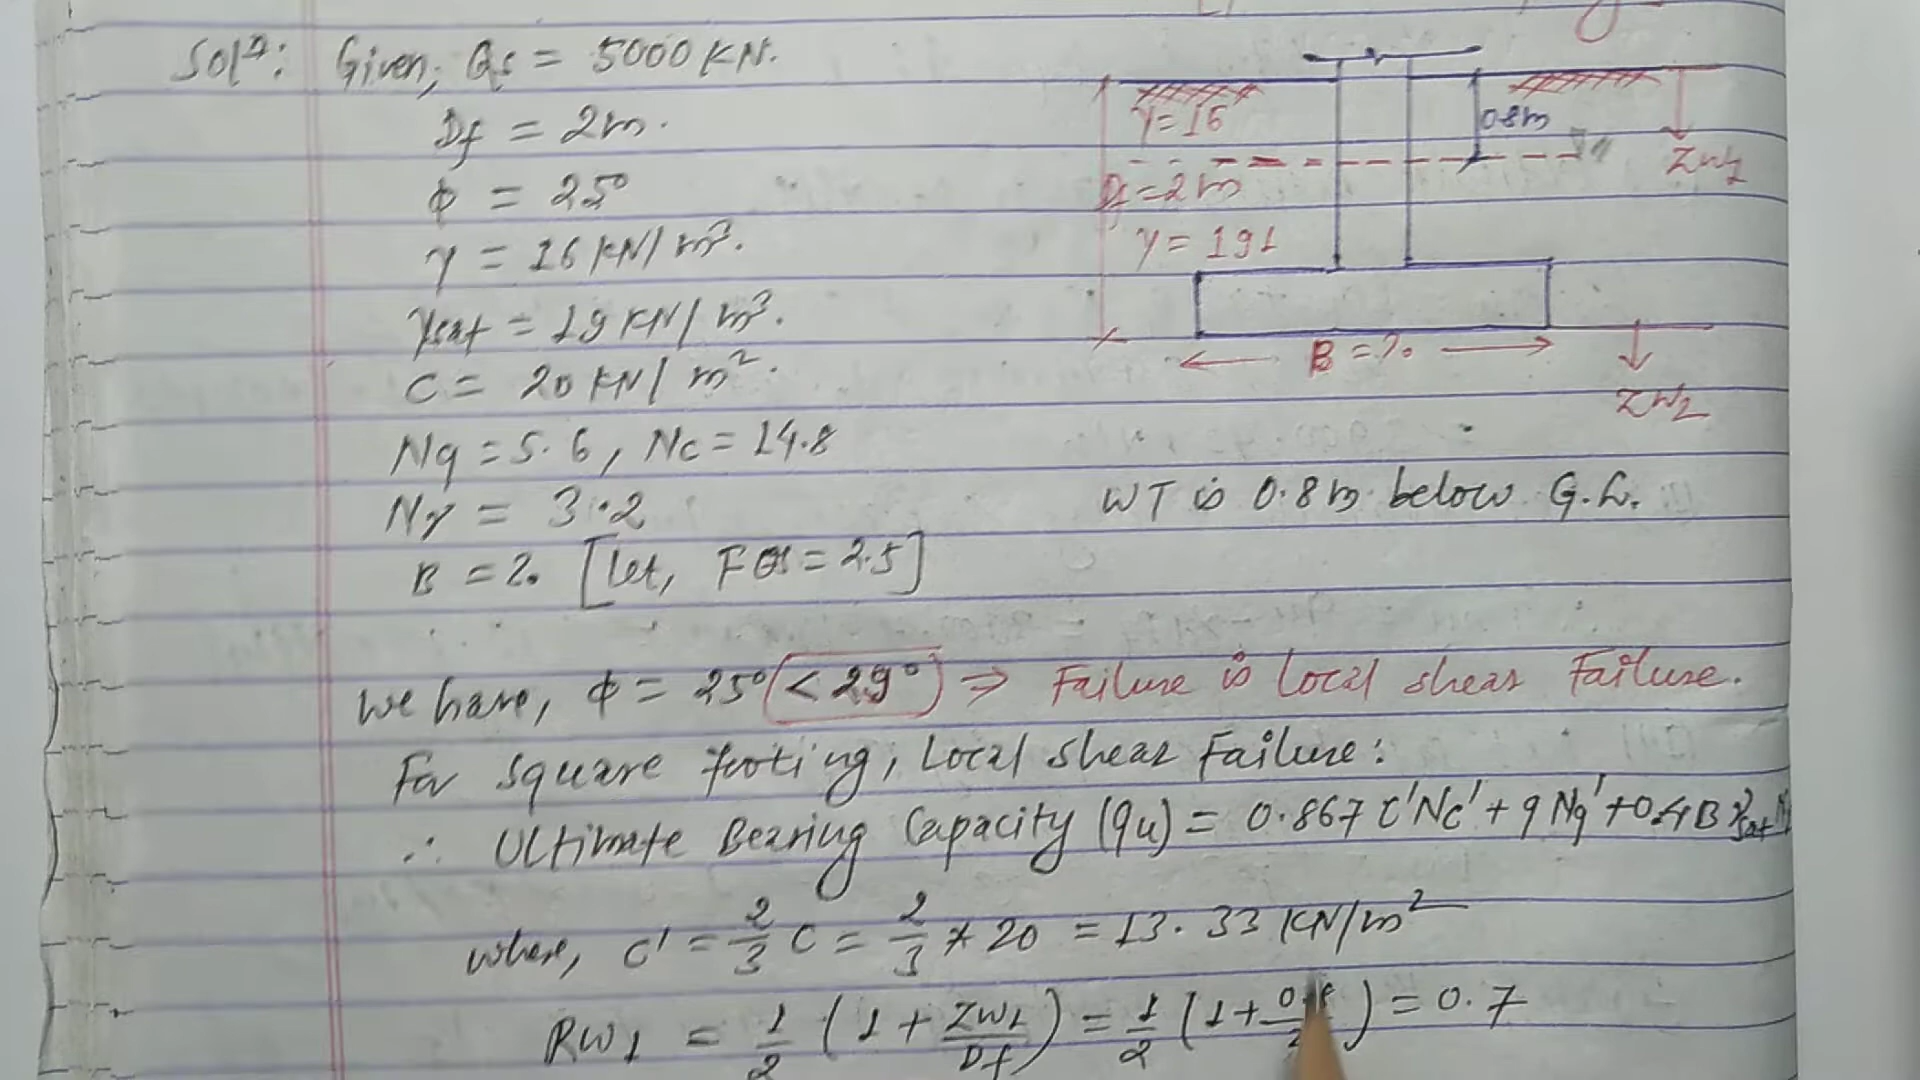 Solⁿ: Given, Qs = 5000 KN.
Df = 2m.
φ = 25°
γ = 16 KN/m³.
γsat = 19 KN/m³.
C = 20 KN/m².
Nq = 5.6, Nc = 14.8
Nγ = 3.2
B = ?. [let, FOS = 2.5]
γ = 16
0.8m
Zw1
Df = 2m
γ = 191
B = ?.
Zw2
WT is 0.8m below G.L.
We have, φ = 25° (< 29°) ⇒ Failure is local shear Failure.
For square footing, Local Shear Failure:
∴ Ultimate Bearing Capacity (qu) = 0.867 C'Nc' + q Nq' + 0.4 B γsat N
where, C' = 2/3 C = 2/3 * 20 = 13.33 KN/m²
RW1 = 1/2 (1 + ZW1/Df) = 1/2 (1 + 0.8/2) = 0.7